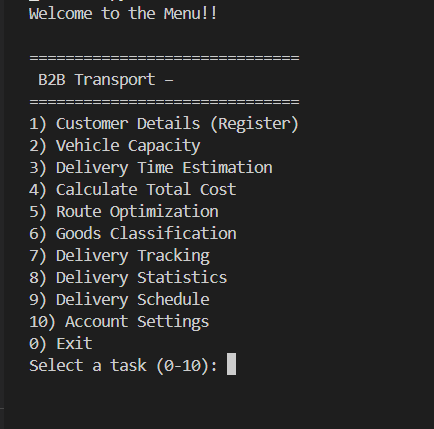 Welcome to the Menu!!
==============================
B2B Transport –
==============================
1) Customer Details (Register)
2) Vehicle Capacity
3) Delivery Time Estimation
4) Calculate Total Cost
5) Route Optimization
6) Goods Classification
7) Delivery Tracking
8) Delivery Statistics
9) Delivery Schedule
10) Account Settings
0) Exit
Select a task (0-10):